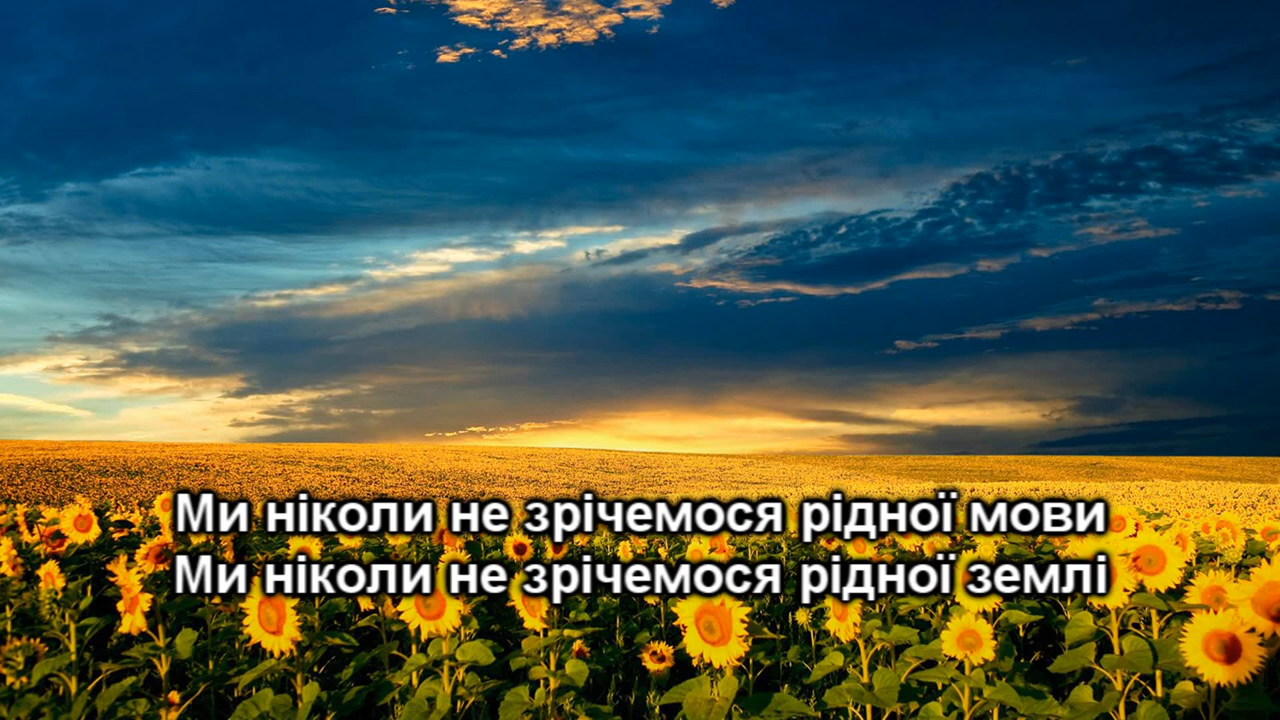 Ми ніколи не зрічемося рідної мови
Ми ніколи не зрічемося рідної землі